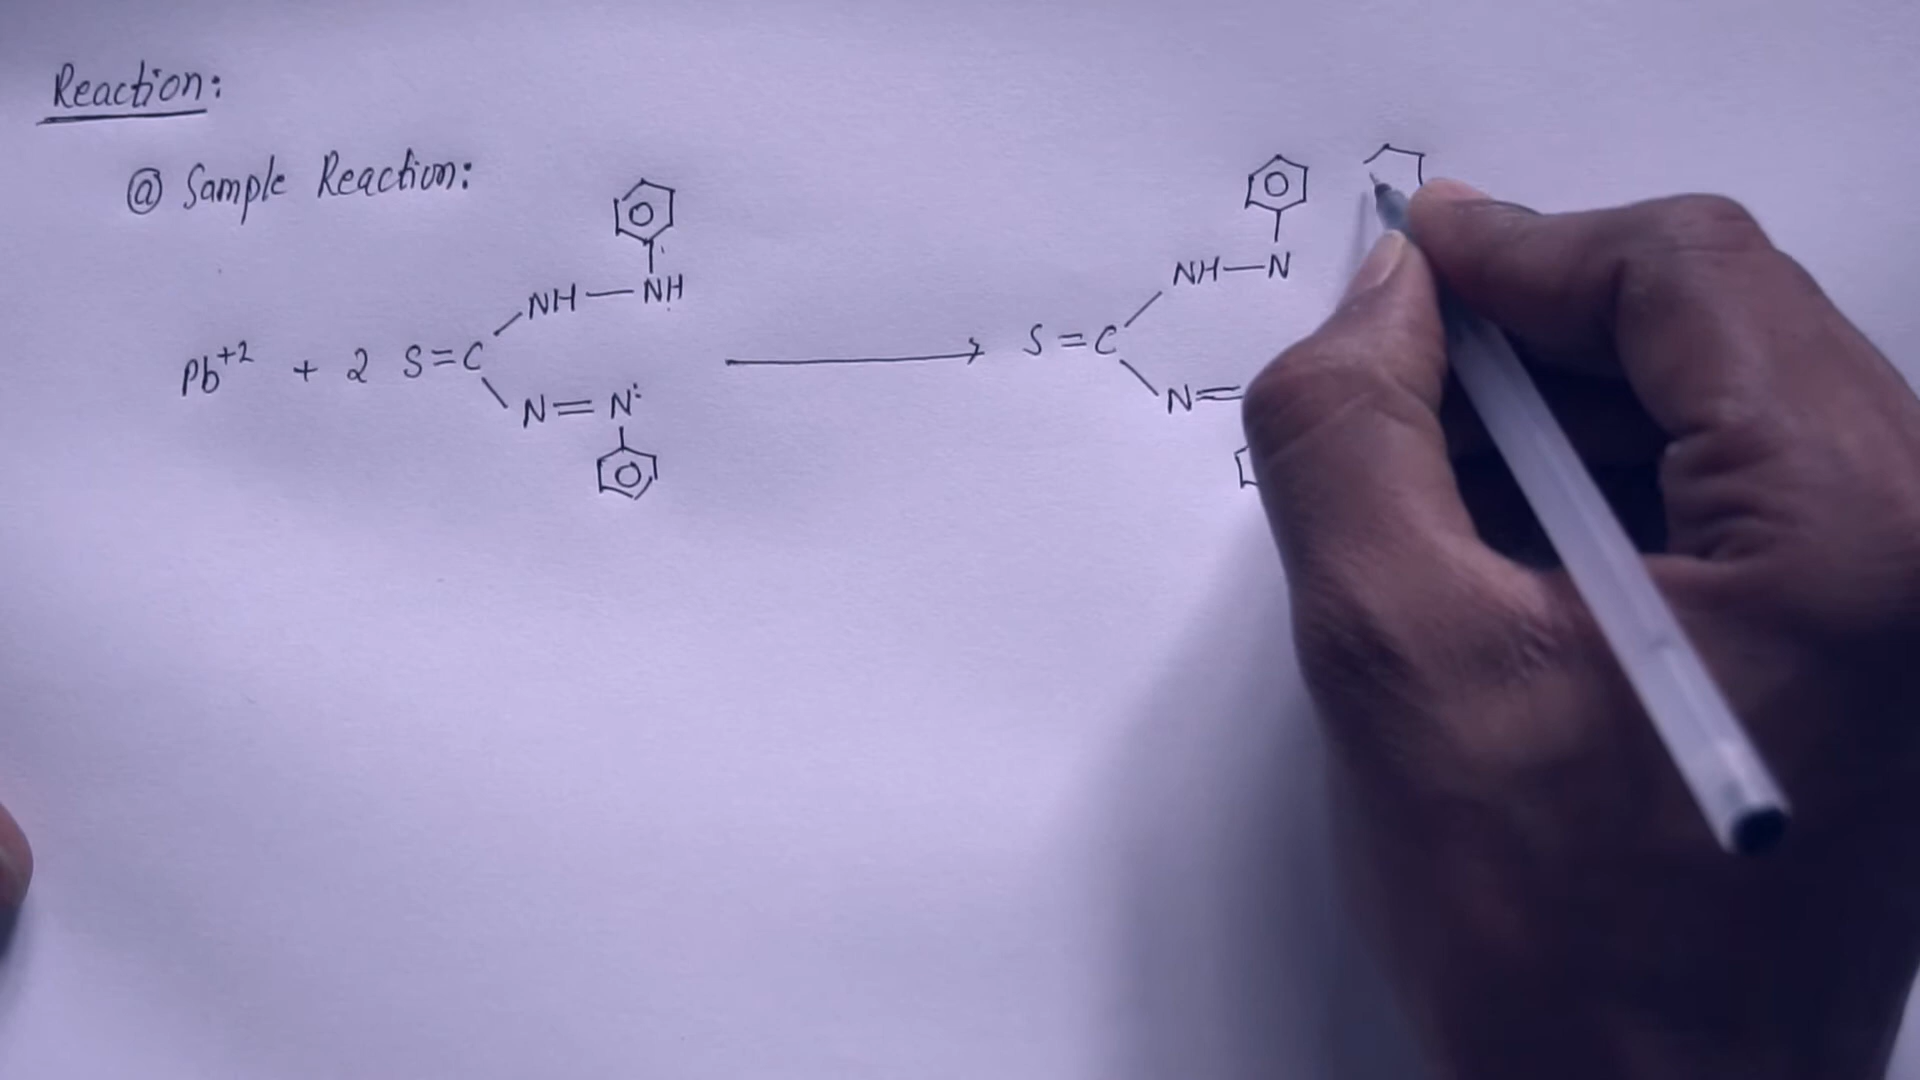 Reaction:
@ Sample Reaction:
NH — N
NH — NH
S=C
Pb+2 + 2 S=C
N=
N=N: